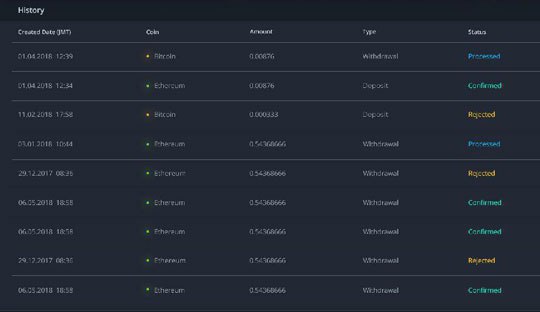 History
Created Date (JMT) Coin Amount Type Status
01.04.2018 12:39 Bitcoin 0.00876 Withdrawal Processed
01.04.2018 12:34 Ethereum 0.00876 Deposit Confirmed
11.02.2018 17:58 Bitcoin 0.000333 Deposit Rejected
03.01.2018 10:44 Ethereum 0.54368666 Withdrawal Processed
29.12.2017 08:36 Ethereum 0.54368666 Withdrawal Rejected
06.05.2018 18:58 Ethereum 0.54368666 Withdrawal Confirmed
06.05.2018 18:58 Ethereum 0.54368666 Withdrawal Confirmed
29.12.2017 08:36 Ethereum 0.54368666 Withdrawal Rejected
06.05.2018 18:58 Ethereum 0.54368666 Withdrawal Confirmed